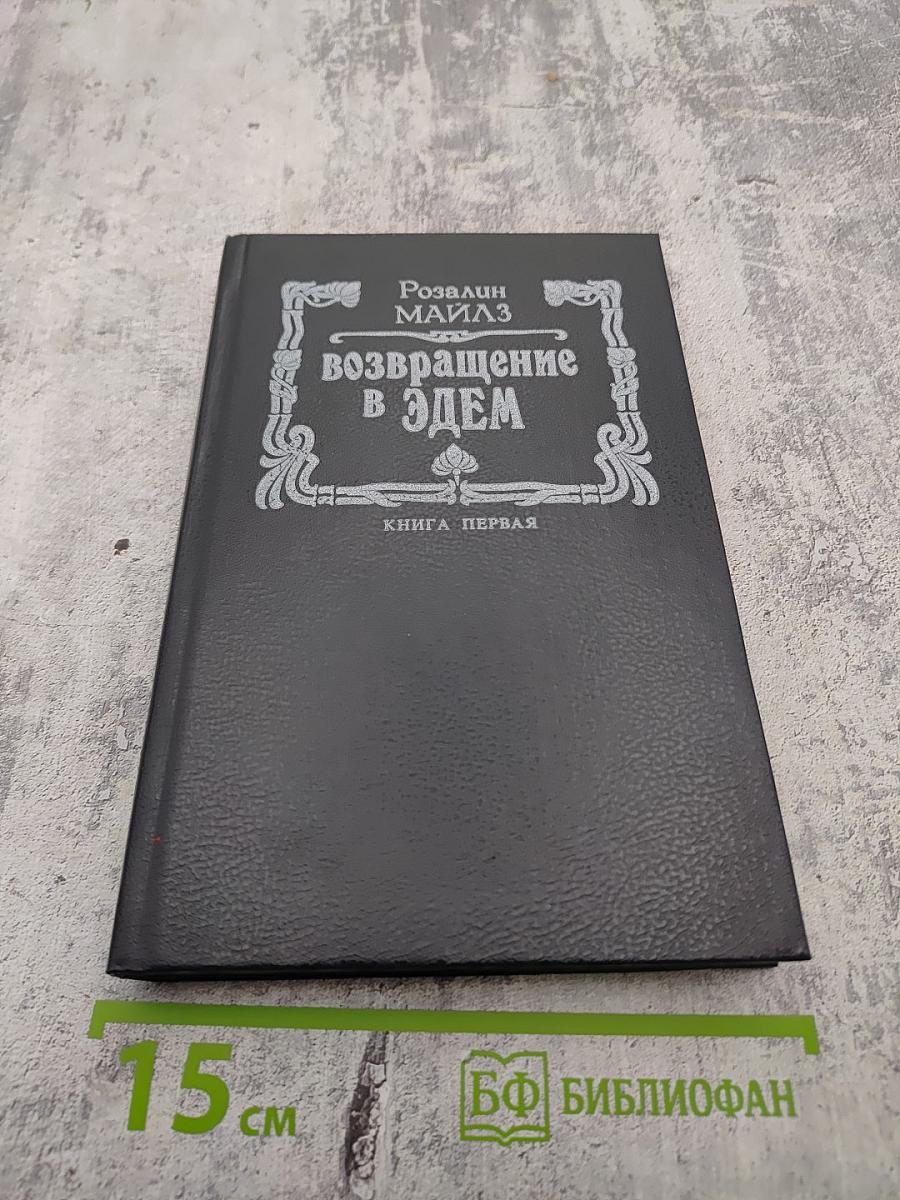 Розалин
МАЙЛЗ
возвращение
в ЭДЕМ
КНИГА ПЕРВАЯ
15 см
БФ БИБЛИОФАН